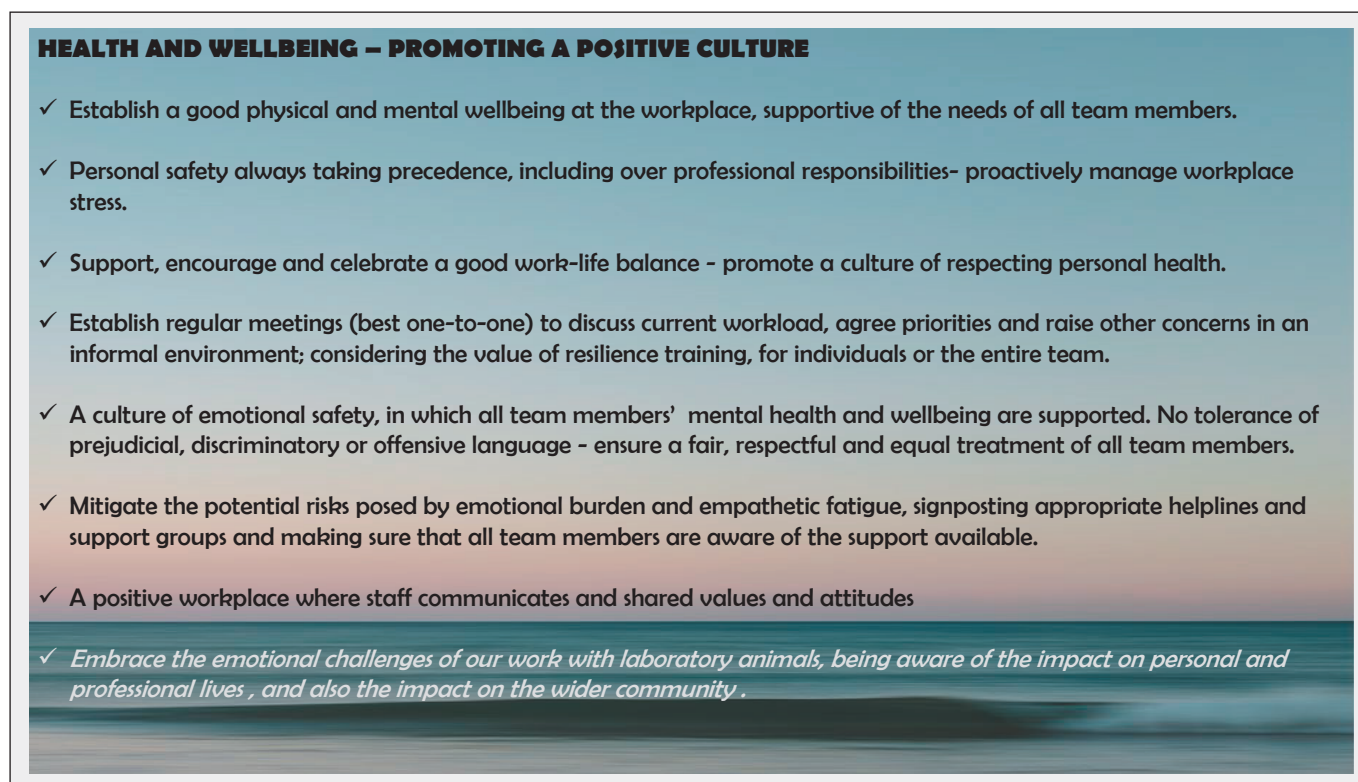 HEALTH AND WELLBEING – PROMOTING A POSITIVE CULTURE
✓ Establish a good physical and mental wellbeing at the workplace, supportive of the needs of all team members.
✓ Personal safety always taking precedence, including over professional responsibilities- proactively manage workplace
stress.
✓ Support, encourage and celebrate a good work-life balance - promote a culture of respecting personal health.
✓ Establish regular meetings (best one-to-one) to discuss current workload, agree priorities and raise other concerns in an
informal environment; considering the value of resilience training, for individuals or the entire team.
✓ A culture of emotional safety, in which all team members’ mental health and wellbeing are supported. No tolerance of
prejudicial, discriminatory or offensive language - ensure a fair, respectful and equal treatment of all team members.
✓ Mitigate the potential risks posed by emotional burden and empathetic fatigue, signposting appropriate helplines and
support groups and making sure that all team members are aware of the support available.
✓ A positive workplace where staff communicates and shared values and attitudes
✓ Embrace the emotional challenges of our work with laboratory animals, being aware of the impact on personal and
professional lives , and also the impact on the wider community .